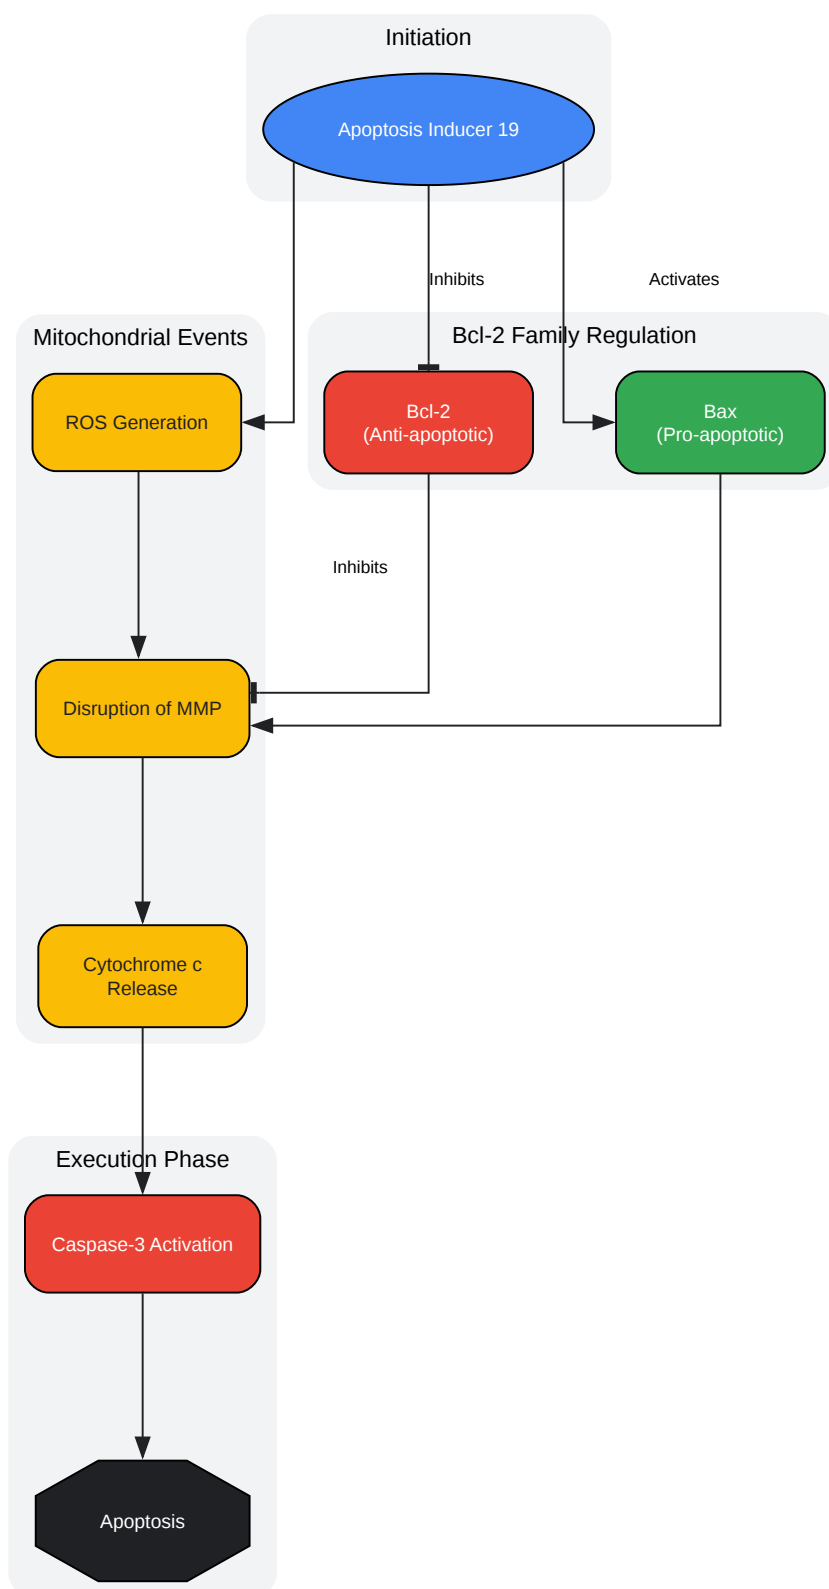 Initiation
Apoptosis Inducer 19
Inhibits
Activates
Mitochondrial Events
Bcl-2 Family Regulation
ROS Generation
Bcl-2
(Anti-apoptotic)
Bax
(Pro-apoptotic)
Inhibits
Disruption of MMP
Cytochrome c
Release
Execution Phase
Caspase-3 Activation
Apoptosis